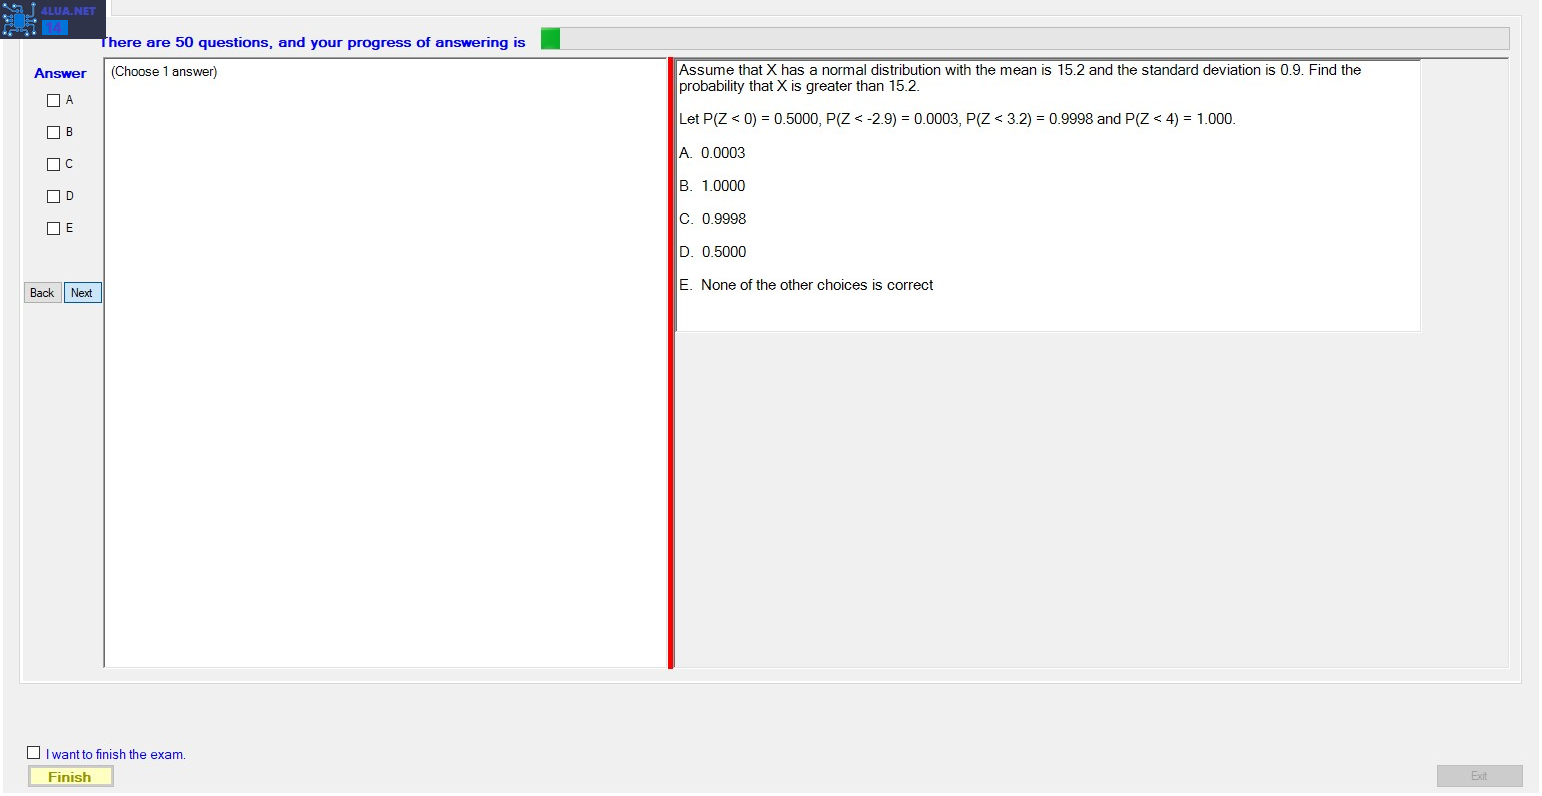 4LUA.NET
14
There are 50 questions, and your progress of answering is
Answer
(Choose 1 answer)
A
B
C
D
E
Back Next
Assume that X has a normal distribution with the mean is 15.2 and the standard deviation is 0.9. Find the
probability that X is greater than 15.2.
Let P(Z < 0) = 0.5000, P(Z < -2.9) = 0.0003, P(Z < 3.2) = 0.9998 and P(Z < 4) = 1.000.
A. 0.0003
B. 1.0000
C. 0.9998
D. 0.5000
E. None of the other choices is correct
I want to finish the exam.
Finish
Exit